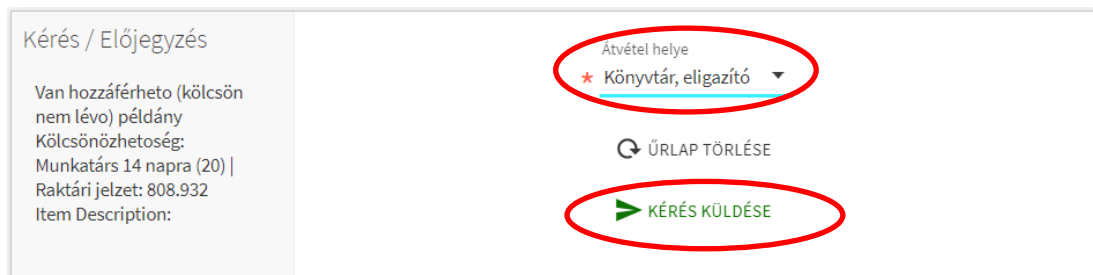 Kérés / Előjegyzés
Van hozzáférheto (kölcsön
nem lévo) példány
Kölcsönözhetoség:
Munkatárs 14 napra (20) |
Raktári jelzet: 808.932
Item Description:
Átvétel helye
* Könyvtár, eligazító
ŰRLAP TÖRLÉSE
KÉRÉS KÜLDÉSE